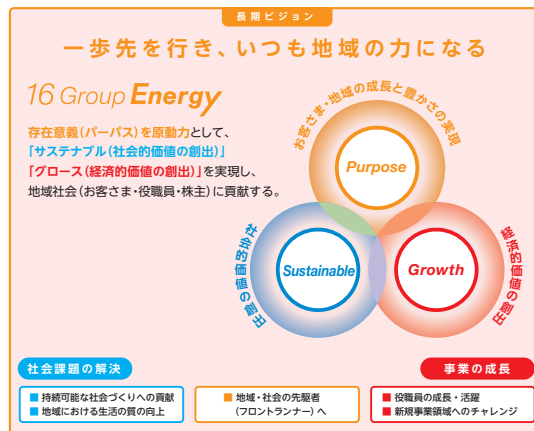 長期ビジョン
一歩先を行き、いつも地域の力になる
16 Group Energy
存在意義(パーパス)を原動力として、
「サステナブル(社会的価値の創出)」
「グロース(経済的価値の創出)」を実現し、
地域社会(お客さま・役職員・株主)に貢献する。
お客さま・地域の成長と豊かさの実現
Purpose
社会的価値の創出
Sustainable
Growth
経済的価値の創出
社会課題の解決
事業の成長
■ 持続可能な社会づくりへの貢献
■ 地域における生活の質の向上
■ 地域・社会の先駆者
(フロントランナー)へ
■ 役職員の成長・活躍
■ 新規事業領域へのチャレンジ